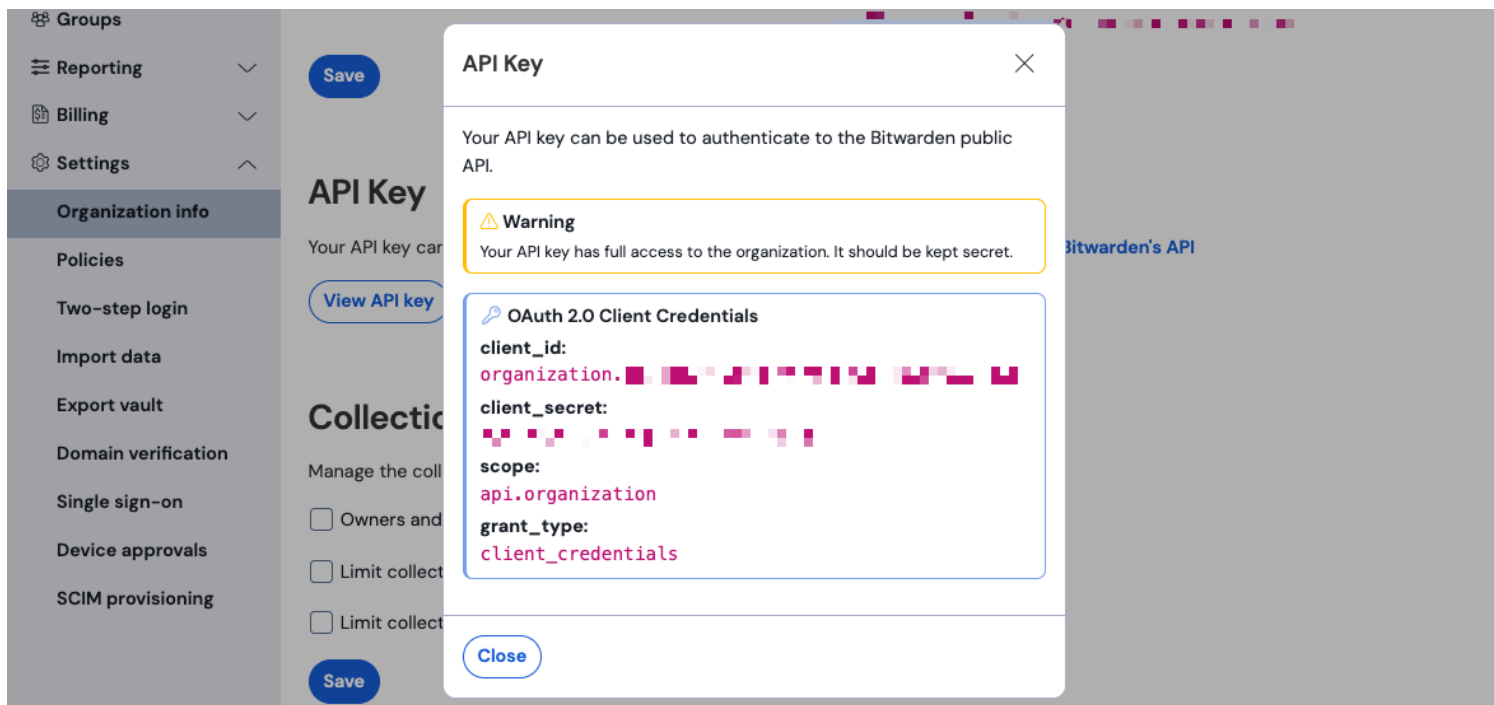 Groups
Reporting
Billing
Settings
Organization info
Policies
Two-step login
Import data
Export vault
Domain verification
Single sign-on
Device approvals
SCIM provisioning
Save
API Key
Your API key can
Bitwarden's API
View API key
Collectio
Manage the coll
Owners and
Limit collect
Limit collect
Save
API Key
Your API key can be used to authenticate to the Bitwarden public
API.
Warning
Your API key has full access to the organization. It should be kept secret.
OAuth 2.0 Client Credentials
client_id:
organization.
client_secret:
scope:
api.organization
grant_type:
client_credentials
Close